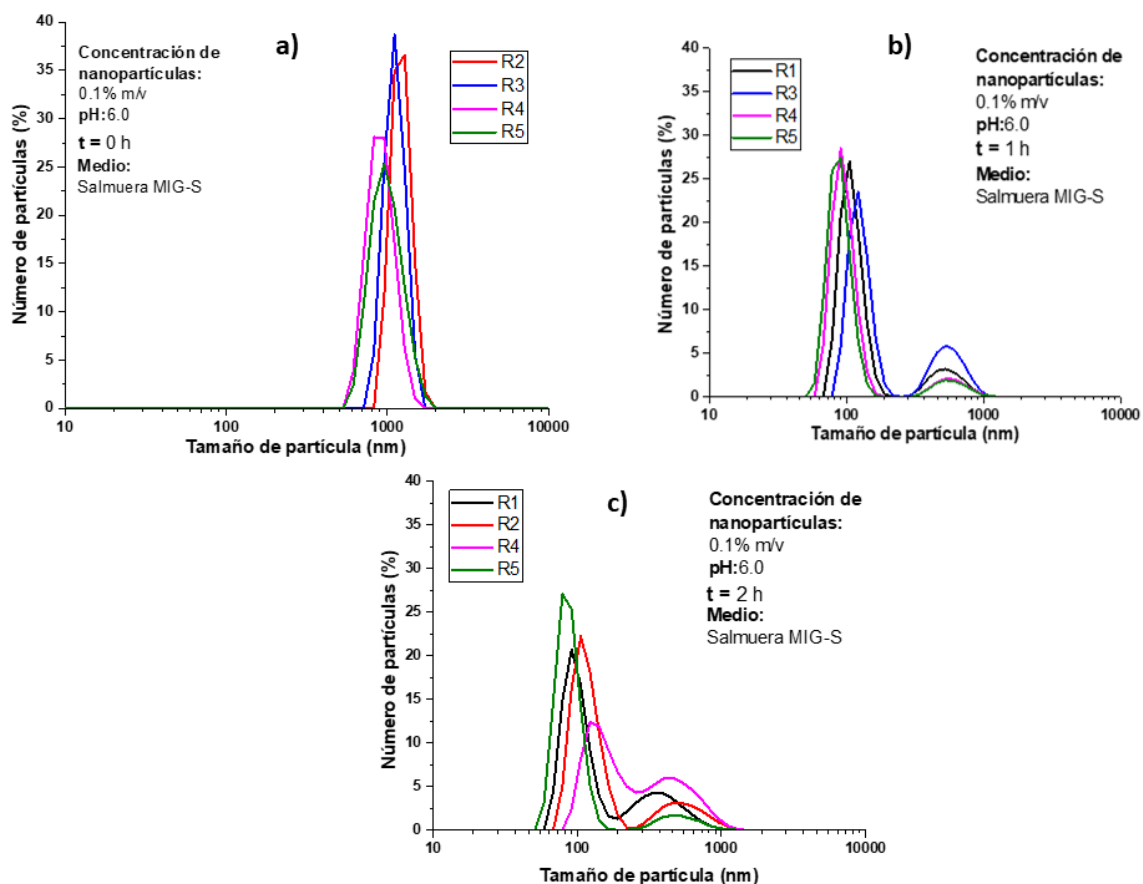 a)
Concentración de
nanopartículas:
0.1% m/v
pH:6.0
t = 0 h
Medio:
Salmuera MIG-S
R2
R3
R4
R5
Número de partículas (%)
40
35
30
25
20
15
10
5
0
10
100
1000
10000
Tamaño de partícula (nm)
b)
R1
R3
R4
R5
Concentración de
nanopartículas:
0.1% m/v
pH:6.0
t = 1 h
Medio:
Salmuera MIG-S
Número de partículas (%)
40
35
30
25
20
15
10
5
0
10
100
1000
10000
Tamaño de partícula (nm)
c)
R1
R2
R4
R5
Concentración de
nanopartículas:
0.1% m/v
pH:6.0
t = 2 h
Medio:
Salmuera MIG-S
Número de partículas (%)
40
35
30
25
20
15
10
5
0
10
100
1000
10000
Tamaño de partícula (nm)